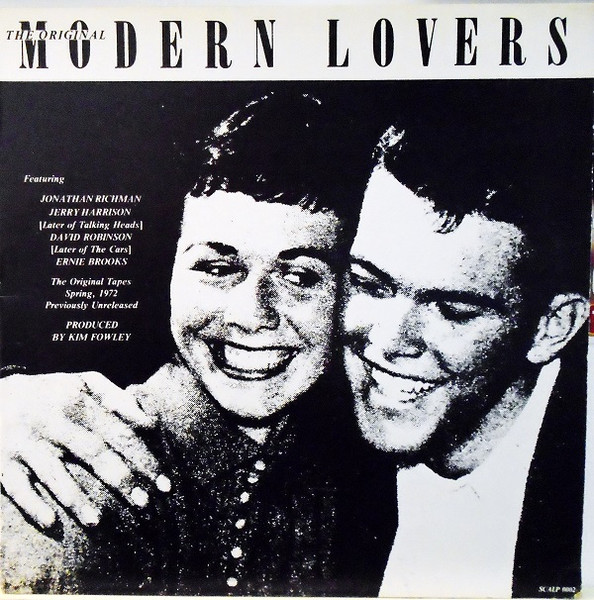 THE ORIGINAL
MODERN LOVERS
Featuring
JONATHAN RICHMAN
JERRY HARRISON
[Later of Talking Heads]
DAVID ROBINSON
[Later of The Cars]
ERNIE BROOKS
The Original Tapes
Spring, 1972
Previously Unreleased
PRODUCED
BY KIM FOWLEY
SCALP 0002